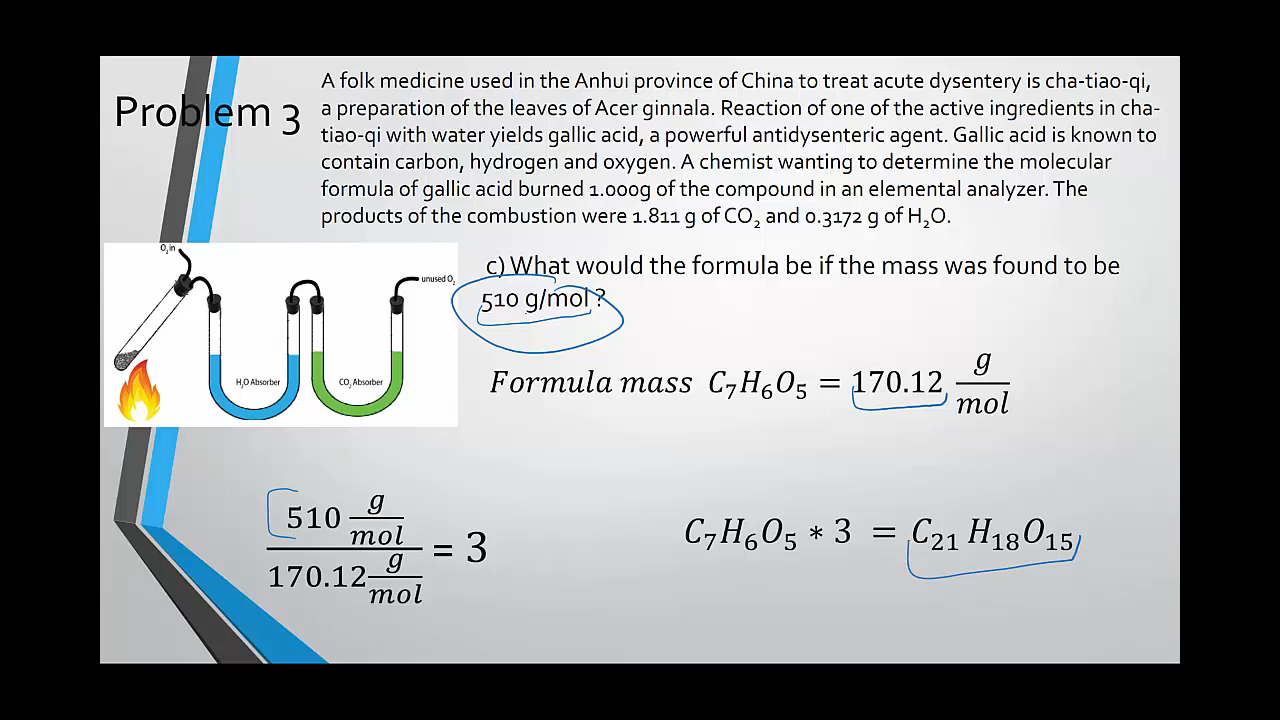 Problem 3
A folk medicine used in the Anhui province of China to treat acute dysentery is cha-tiao-qi,
a preparation of the leaves of Acer ginnala. Reaction of one of the active ingredients in cha-
tiao-qi with water yields gallic acid, a powerful antidysenteric agent. Gallic acid is known to
contain carbon, hydrogen and oxygen. A chemist wanting to determine the molecular
formula of gallic acid burned 1.000g of the compound in an elemental analyzer. The
products of the combustion were 1.811 g of CO₂ and 0.3172 g of H₂O.
O₂ in
unused O₂
H₂O Absorber
CO₂ Absorber
c) What would the formula be if the mass was found to be
510 g/mol ?
Formula mass C₇H₆O₅ = 170.12 g/mol
510 g/mol / 170.12 g/mol = 3
C₇H₆O₅ * 3 = C₂₁ H₁₈O₁₅